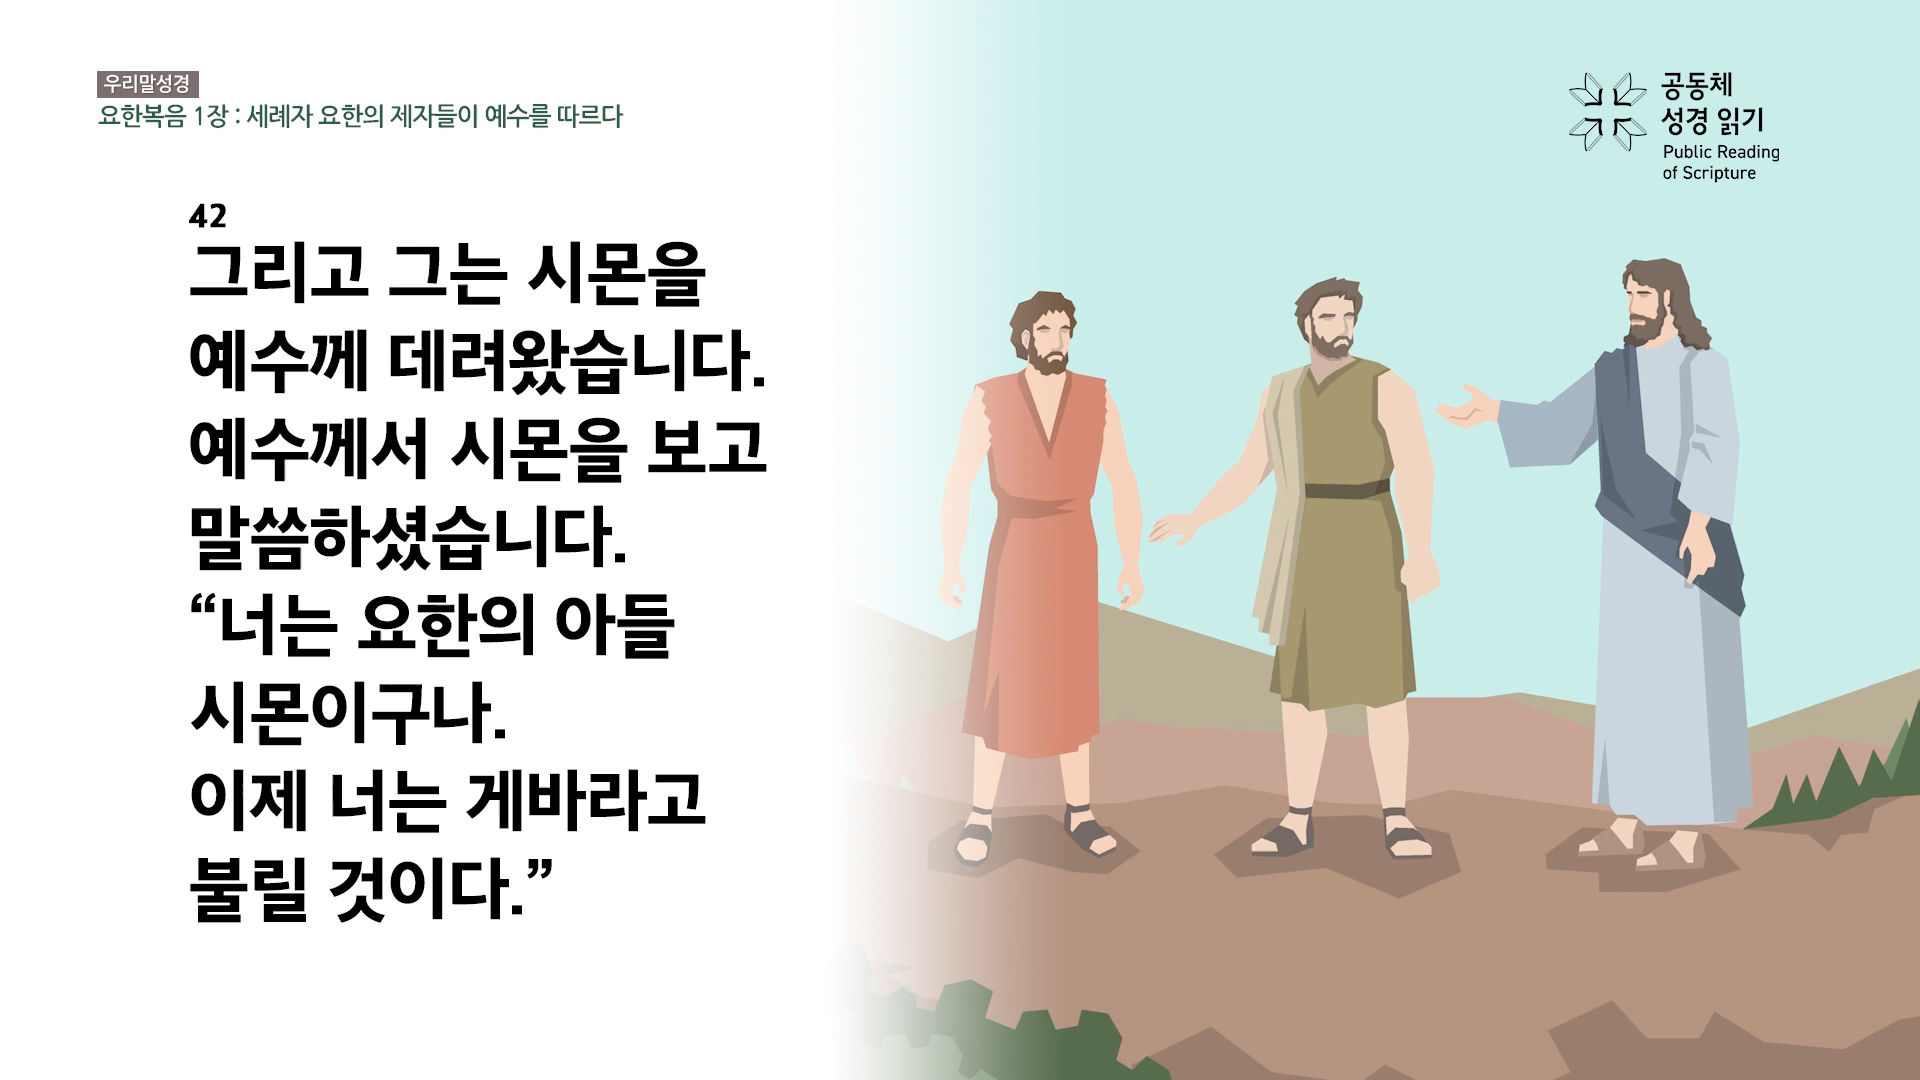 우리말성경
요한복음 1장 : 세례자 요한의 제자들이 예수를 따르다
공동체
성경 읽기
Public Reading
of Scripture
42
그리고 그는 시몬을
예수께 데려왔습니다.
예수께서 시몬을 보고
말씀하셨습니다.
“너는 요한의 아들
시몬이구나.
이제 너는 게바라고
불릴 것이다.”